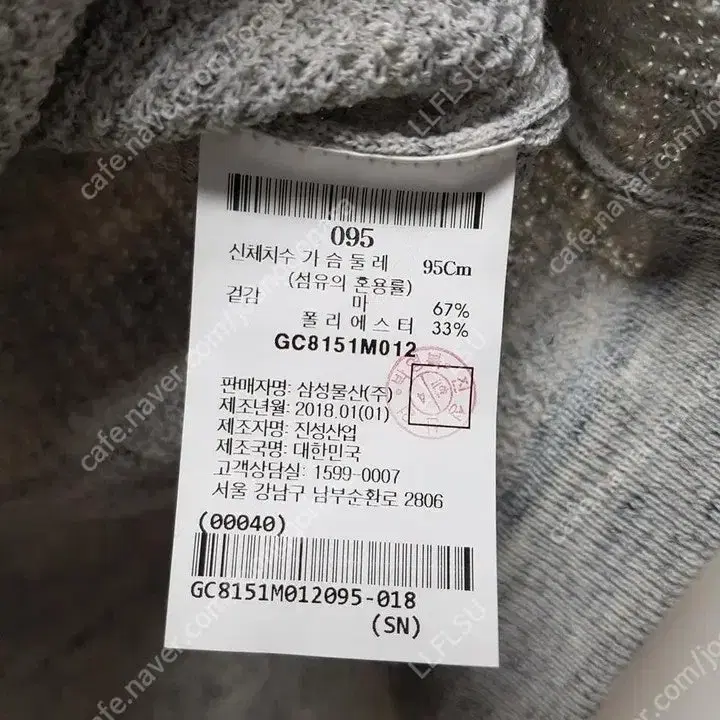 095
신체치수 가 슴 둘 레 95Cm
(섬유의 혼용률)
겉감 마 67%
폴 리 에 스 터 33%
GC8151M012
판매자명: 삼성물산(주)
제조년월: 2018.01(01)
제조자명: 진성산업
제조국명: 대한민국
고객상담실: 1599-0007
서울 강남구 남부순환로 2806
(00040)
GC8151M012095-018
(SN)
LLFLSU
LLFLSU
LLFLSU